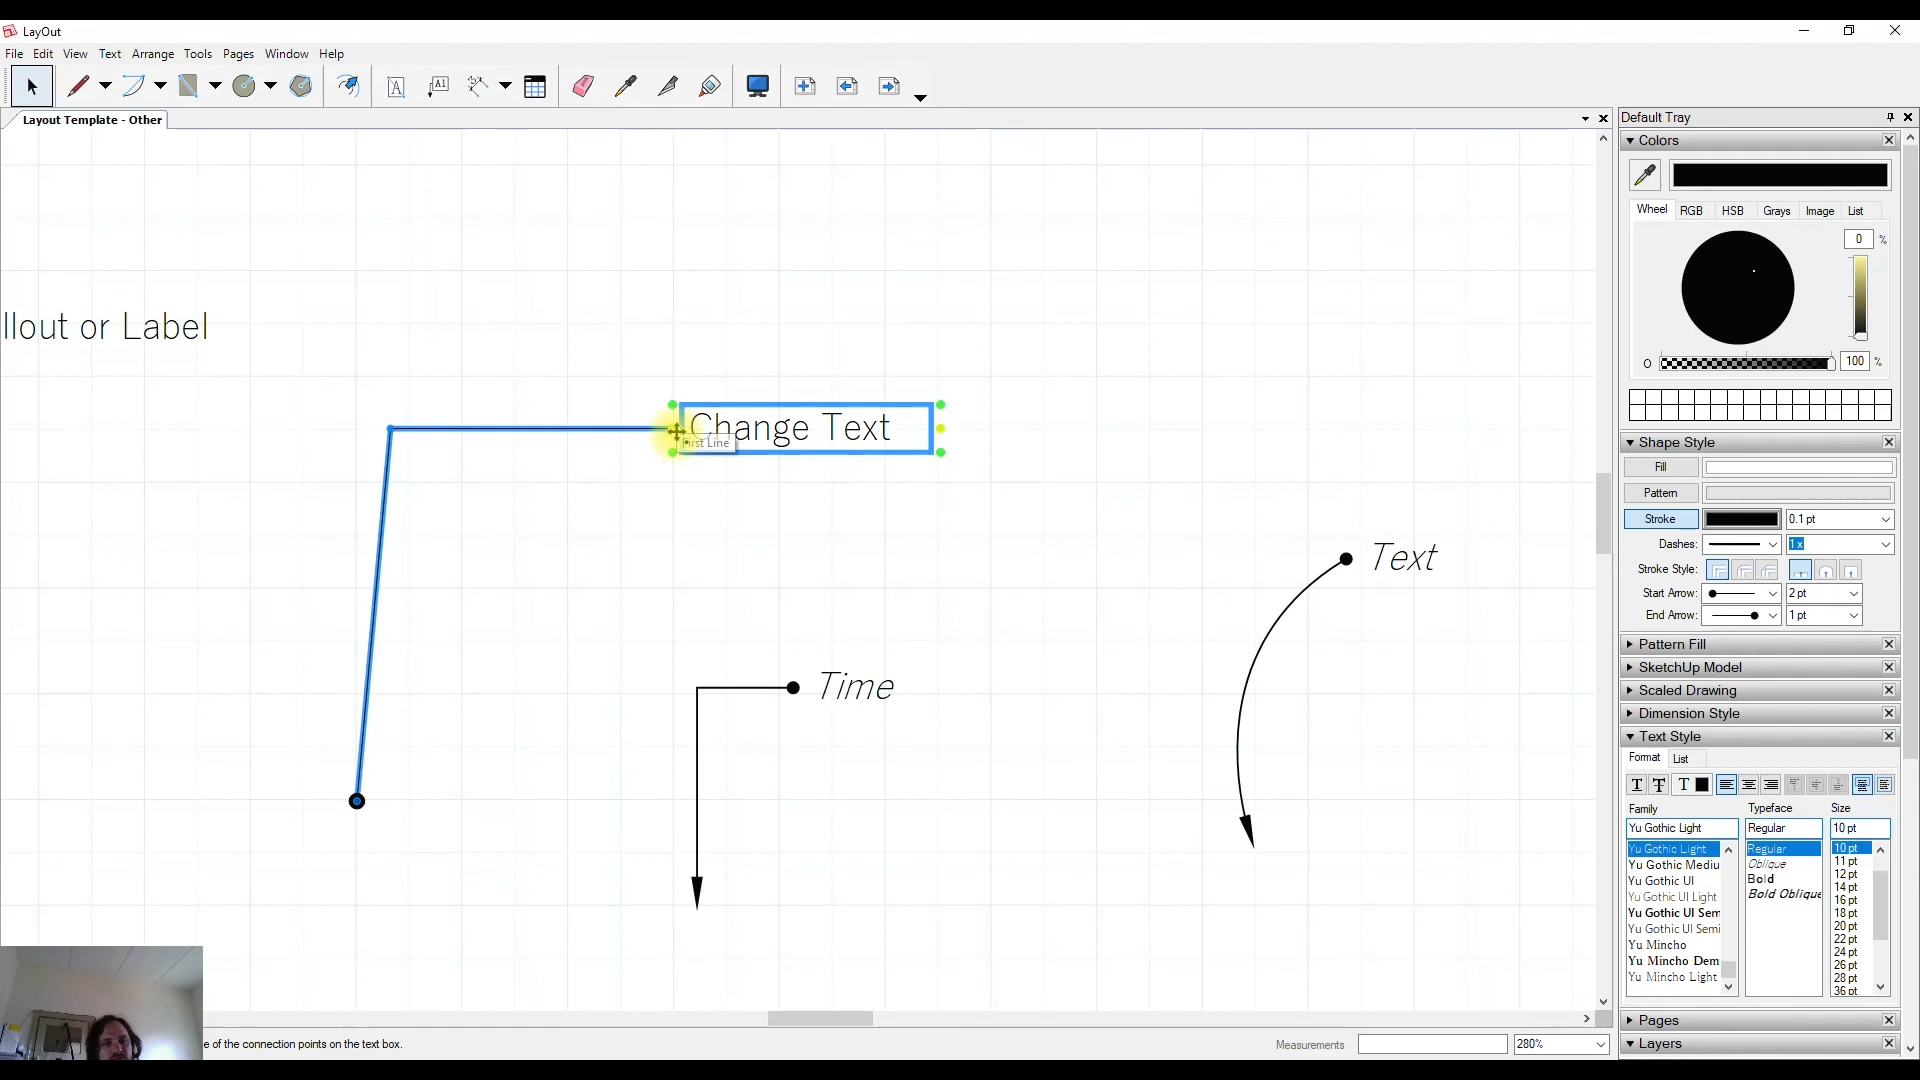 LayOut
File Edit View Text Arrange Tools Pages Window Help
A A1
Layout Template - Other
Default Tray
Colors
Wheel RGB HSB Grays Image List
0 %
O 100 %
llout or Label
Change Text
Shape Style
Fill
Pattern
Stroke 0.1 pt
Dashes: 1 x
Stroke Style:
Start Arrow: 2 pt
End Arrow: 1 pt
Text
Time
Pattern Fill
SketchUp Model
Scaled Drawing
Dimension Style
Text Style
Format List
Family Typeface Size
Yu Gothic Light Regular 10 pt
Yu Gothic Light Regular 10 pt
Yu Gothic Mediu Oblique 11 pt
Yu Gothic UI Bold 12 pt
Yu Gothic UI Light Bold Oblique 14 pt
Yu Gothic UI Sem 16 pt
Yu Gothic UI Semi 18 pt
Yu Mincho 20 pt
Yu Mincho Dem 22 pt
Yu Mincho Light 24 pt
26 pt
28 pt
36 pt
Pages
Layers
e of the connection points on the text box.
Measurements 280%